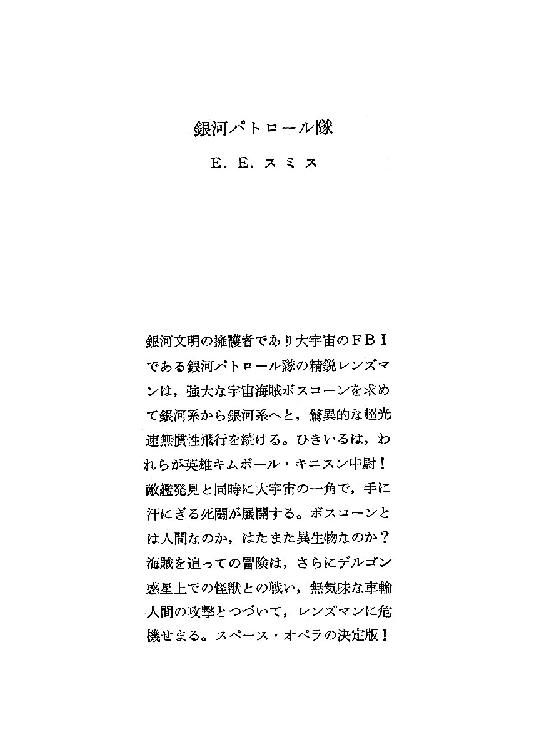 銀河パトロール隊
E. E. スミス
銀河文明の擁護者であり大宇宙のFBI
である銀河パトロール隊の精鋭レンズマ
ンは，強大な宇宙海賊ボスコーンを求め
て銀河系から銀河系へと，驚異的な超光
速無慣性飛行を続ける。ひきいるは，わ
れらが英雄キムボール・キニスン中尉！
敵艦発見と同時に大宇宙の一角で，手に
汗にぎる死闘が展開する。ボスコーンと
は人間なのか，はたまた異生物なのか？
海賊を追っての冒険は，さらにデルゴン
惑星上での怪獣との戦い，無気味な車輪
人間の攻撃とつづいて，レンズマンに危
機せまる。スペース・オペラの決定版！